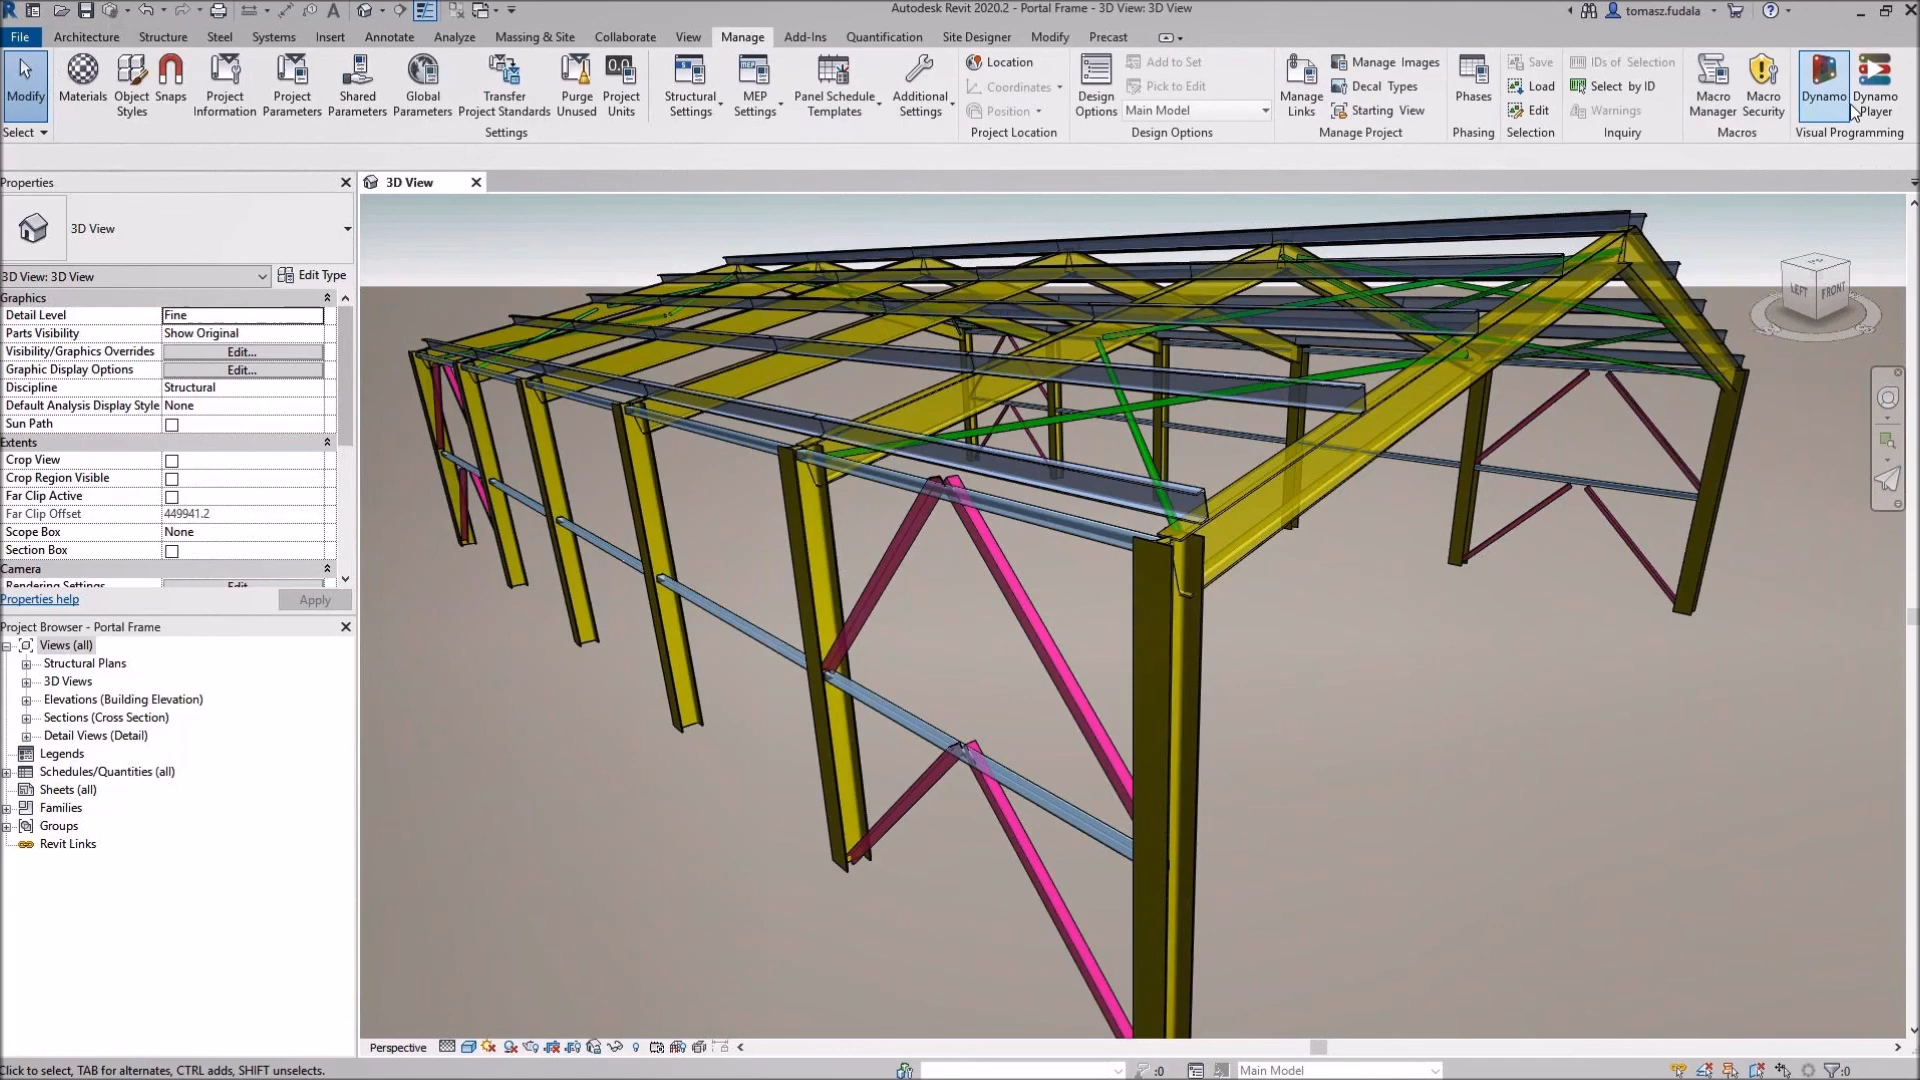 Autodesk Revit 2020.2 - Portal Frame - 3D View: 3D View
tomasz.fudala
File Architecture Structure Steel Systems Insert Annotate Analyze Massing & Site Collaborate View Manage Add-Ins Quantification Site Designer Modify Precast
Modify
Materials
Object Styles
Snaps
Project Information
Project Parameters
Shared Parameters
Global Parameters
Transfer Project Standards
Purge Unused
Project Units
Structural Settings
MEP Settings
Panel Schedule Templates
Additional Settings
Location
Coordinates
Position
Design Options
Add to Set
Pick to Edit
Main Model
Manage Links
Manage Images
Decal Types
Starting View
Phases
Save
Load
Edit
IDs of Selection
Select by ID
Warnings
Macro Manager
Macro Security
Dynamo
Dynamo Player
Select
Settings
Project Location
Design Options
Manage Project
Phasing
Selection
Inquiry
Macros
Visual Programming
Properties
3D View
3D View
3D View: 3D View
Edit Type
Graphics
Detail Level Fine
Parts Visibility Show Original
Visibility/Graphics Overrides Edit...
Graphic Display Options Edit...
Discipline Structural
Default Analysis Display Style None
Sun Path
Extents
Crop View
Crop Region Visible
Far Clip Active
Far Clip Offset 449941.2
Scope Box None
Section Box
Camera
Rendering Settings Edit...
Properties help
Apply
Project Browser - Portal Frame
Views (all)
Structural Plans
3D Views
Elevations (Building Elevation)
Sections (Cross Section)
Detail Views (Detail)
Legends
Schedules/Quantities (all)
Sheets (all)
Families
Groups
Revit Links
LEFT
FRONT
Perspective
Click to select, TAB for alternates, CTRL adds, SHIFT unselects.
:0
Main Model
:0